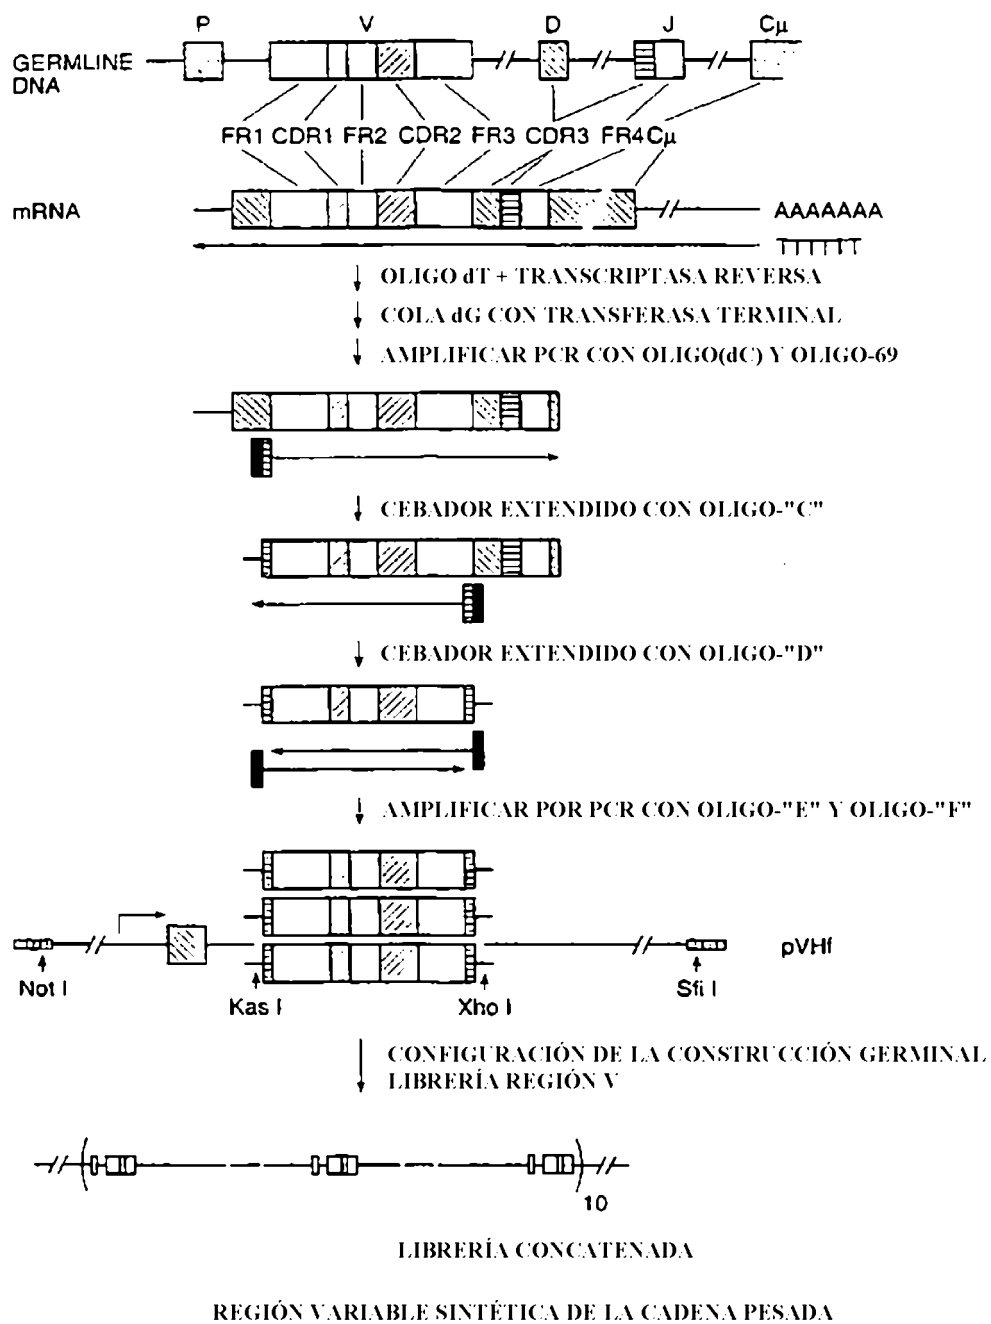 P V D J Cμ
GERMLINE
DNA
FR1 CDR1 FR2 CDR2 FR3 CDR3 FR4 Cμ
mRNA AAAAAAA
TTTTTT
OLIGO dT + TRANSCRIPTASA REVERSA
COLA dG CON TRANSFERASA TERMINAL
AMPLIFICAR PCR CON OLIGO(dC) Y OLIGO-69
CEBADOR EXTENDIDO CON OLIGO-"C"
CEBADOR EXTENDIDO CON OLIGO-"D"
AMPLIFICAR POR PCR CON OLIGO-"E" Y OLIGO-"F"
pVHf
Not I Sfi I
Kas I Xho I
CONFIGURACIÓN DE LA CONSTRUCCIÓN GERMINAL
LIBRERÍA REGIÓN V
10
LIBRERÍA CONCATENADA
REGIÓN VARIABLE SINTÉTICA DE LA CADENA PESADA